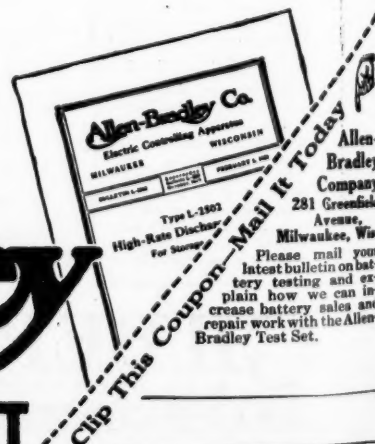 Allen-Bradley Co.
Electric Controlling Apparatus
MILWAUKEE WISCONSIN
Type L-2502
High-Rate Dischar
For Storage
Clip This Coupon—Mail It Today
Allen-
Bradley
Company
281 Greenfield
Avenue,
Milwaukee, Wis
Please mail your
latest bulletin on bat-
tery testing and ex-
plain how we can in-
crease battery sales and
repair work with the Allen-
Bradley Test Set.